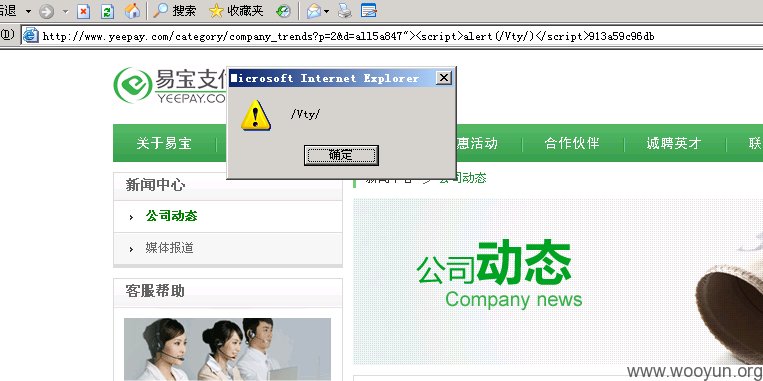 后退 搜索 收藏夹
http://www.yeepay.com/category/company_trends?p=2&d=all5a847"><script>alert(/Vty/)</script>913a59c96db
易宝支付
YEEPAY.CO
Microsoft Internet Explorer
/Vty/
确定
关于易宝 惠活动 合作伙伴 诚聘英才 联
新闻中心 新闻中心 > 公司动态
公司动态
媒体报道
公司动态
Company news
客服帮助
www.wooyun.org